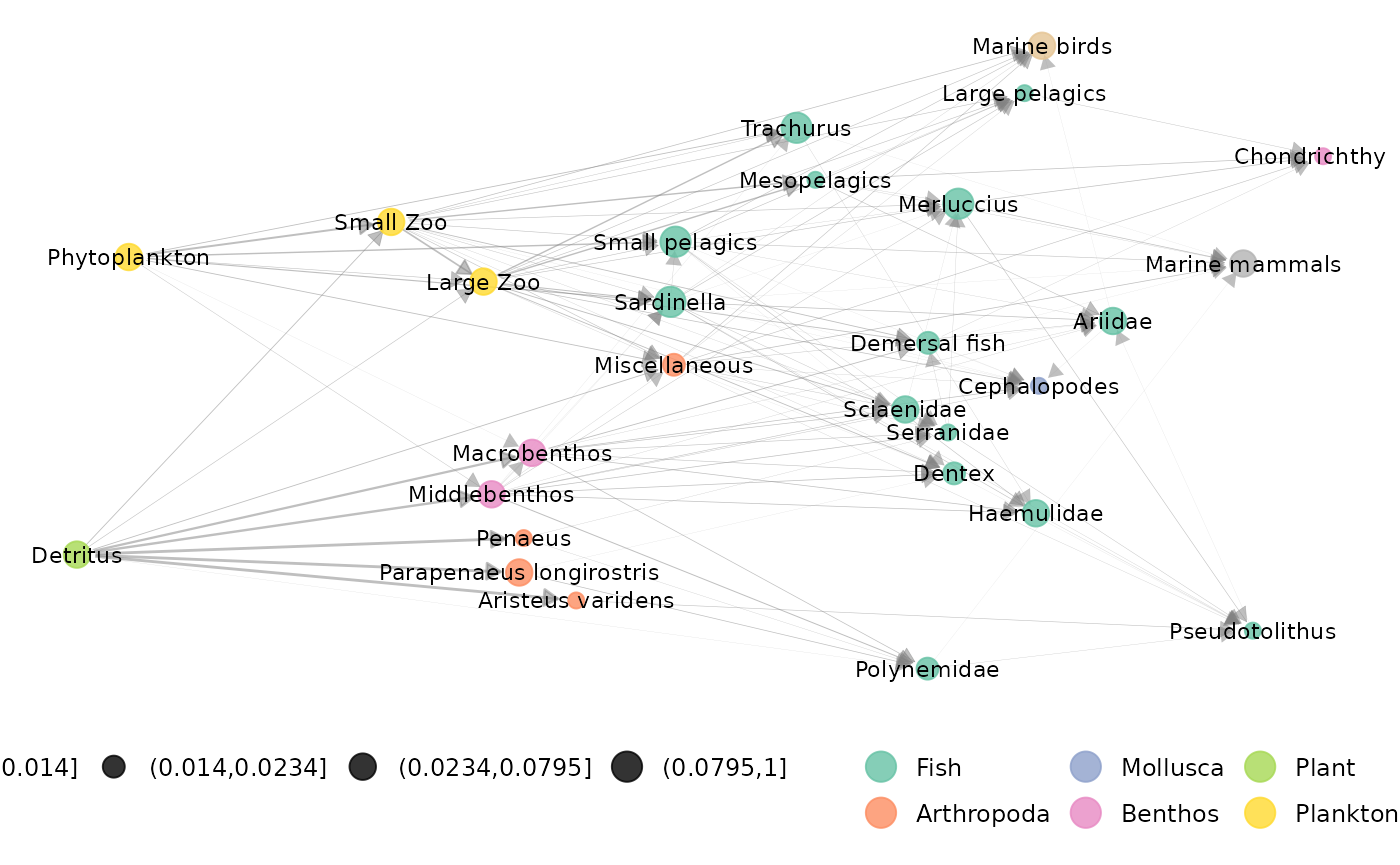 Marine birds
Large pelagics
Trachurus
Chondrichthy
Mesopelagics
Merluccius
Small Zoo
Small pelagics
Phytoplankton
Marine mammals
Large Zoo
Sardinella
Ariidae
Demersal fish
Miscellaneous
Cephalopodes
Sciaenidae
Serranidae
Macrobenthos
Dentex
Middlebenthos
Haemulidae
Penaeus
Detritus
Parapenaeus longirostris
Aristeus varidens
Pseudotolithus
Polynemidae
0.014] (0.014,0.0234] (0.0234,0.0795] (0.0795,1] Fish Mollusca Plant
Arthropoda Benthos Plankton